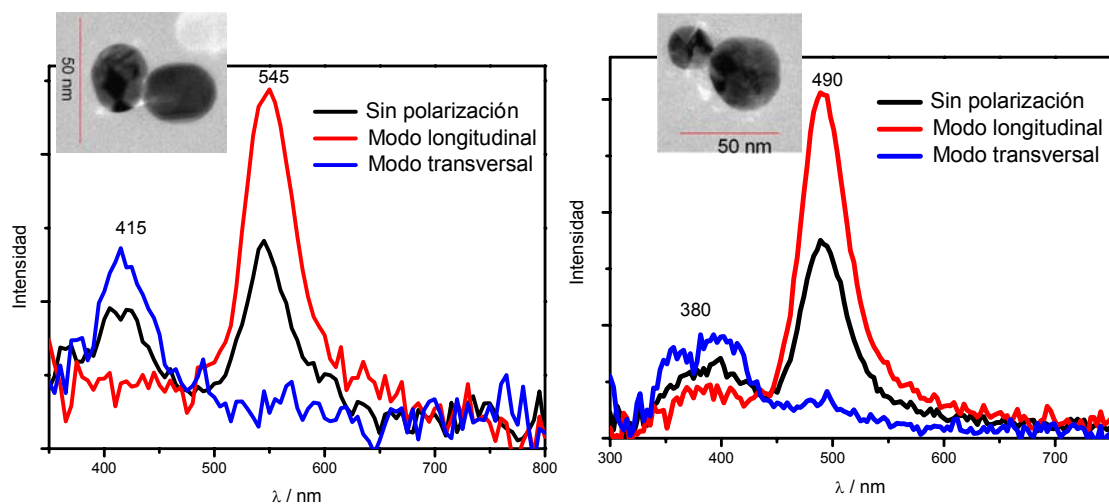 50 nm
545
Sin polarización
Modo longitudinal
Modo transversal
415
Intensidad
400
500
600
700
800
λ / nm
50 nm
490
Sin polarización
Modo longitudinal
Modo transversal
380
Intensidad
300
400
500
600
700
λ / nm